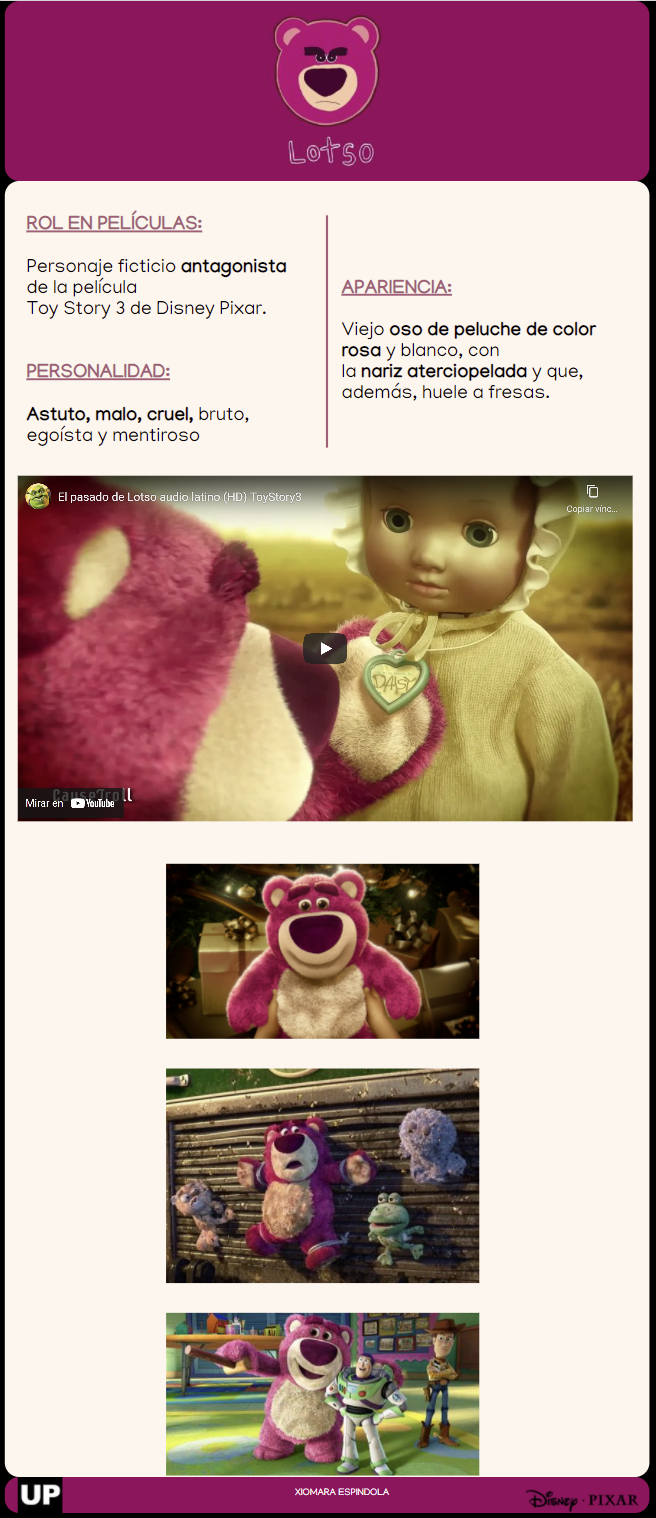 Lotso
ROL EN PELÍCULAS:
Personaje ficticio antagonista
de la película
Toy Story 3 de Disney Pixar.
PERSONALIDAD:
Astuto, malo, cruel, bruto,
egoísta y mentiroso
APARIENCIA:
Viejo oso de peluche de color
rosa y blanco, con
la nariz aterciopelada y que,
además, huele a fresas.
El pasado de Lotso audio latino (HD) ToyStory3
Copiar vínc...
DAISY
CauseTroll
Mirar en YouTube
UP
XIOMARA ESPINDOLA
Disney · PIXAR